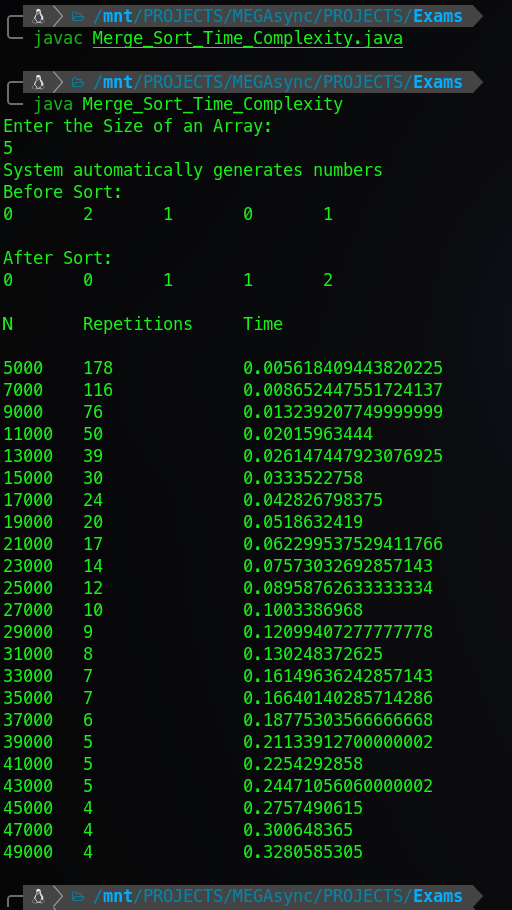 /mnt/PROJECTS/MEGAsync/PROJECTS/Exams
javac Merge_Sort_Time_Complexity.java
/mnt/PROJECTS/MEGAsync/PROJECTS/Exams
java Merge_Sort_Time_Complexity
Enter the Size of an Array:
5
System automatically generates numbers
Before Sort:
0 2 1 0 1
After Sort:
0 0 1 1 2
N Repetitions Time
5000 178 0.005618409443820225
7000 116 0.008652447551724137
9000 76 0.013239207749999999
11000 50 0.02015963444
13000 39 0.026147447923076925
15000 30 0.0333522758
17000 24 0.042826798375
19000 20 0.0518632419
21000 17 0.062299537529411766
23000 14 0.07573032692857143
25000 12 0.08958762633333334
27000 10 0.1003386968
29000 9 0.12099407277777778
31000 8 0.130248372625
33000 7 0.16149636242857143
35000 7 0.16640140285714286
37000 6 0.18775303566666668
39000 5 0.21133912700000002
41000 5 0.2254292858
43000 5 0.24471056060000002
45000 4 0.2757490615
47000 4 0.300648365
49000 4 0.3280585305
/mnt/PROJECTS/MEGAsync/PROJECTS/Exams